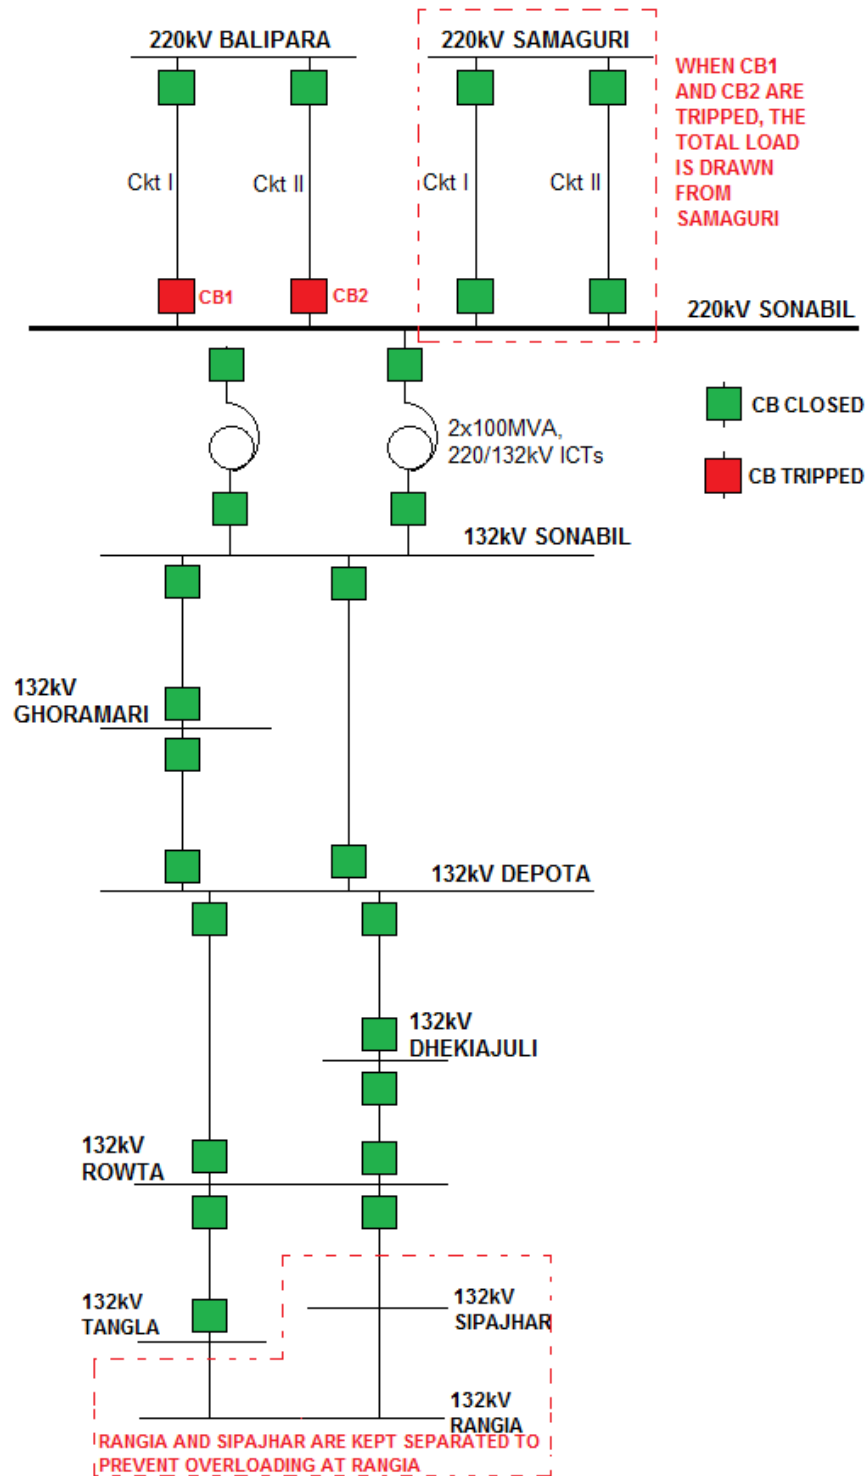 220kV BALIPARA
220kV SAMAGURI
WHEN CB1
AND CB2 ARE
TRIPPED, THE
TOTAL LOAD
IS DRAWN
FROM
SAMAGURI
Ckt I
Ckt II
Ckt I
Ckt II
CB1
CB2
220kV SONABIL
2x100MVA,
220/132kV ICTs
CB CLOSED
CB TRIPPED
132kV SONABIL
132kV
GHORAMARI
132kV DEPOTA
132kV
DHEKIAJULI
132kV
ROWTA
132kV
TANGLA
132kV
SIPAJHAR
132kV
RANGIA
RANGIA AND SIPAJHAR ARE KEPT SEPARATED TO
PREVENT OVERLOADING AT RANGIA